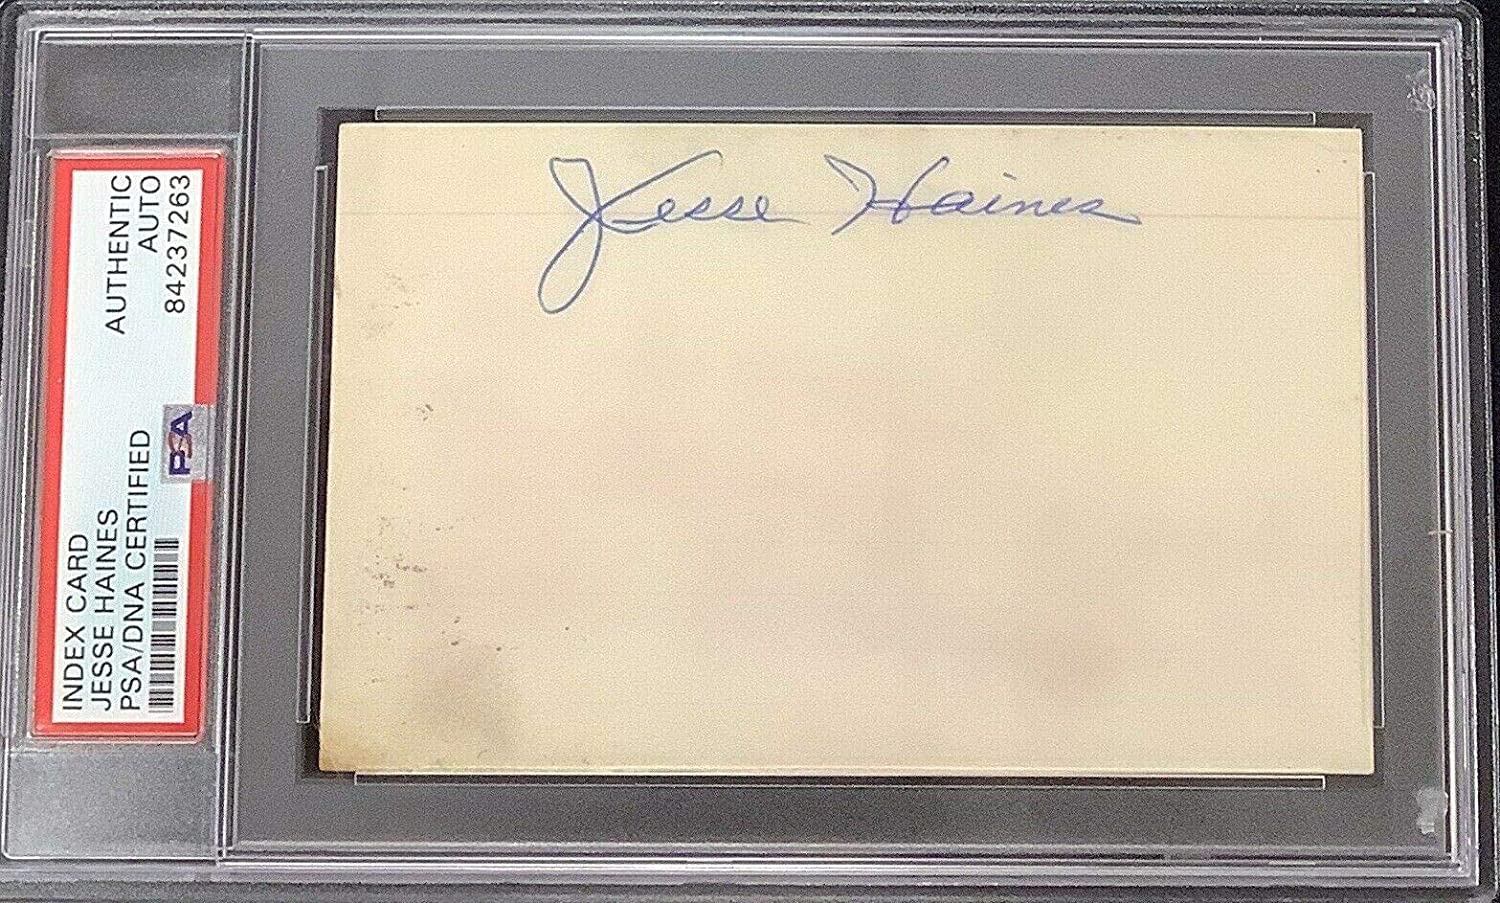 Jesse Haines
INDEX CARD
JESSE HAINES
PSA/DNA CERTIFIED
AUTHENTIC
AUTO
84237263
PSA